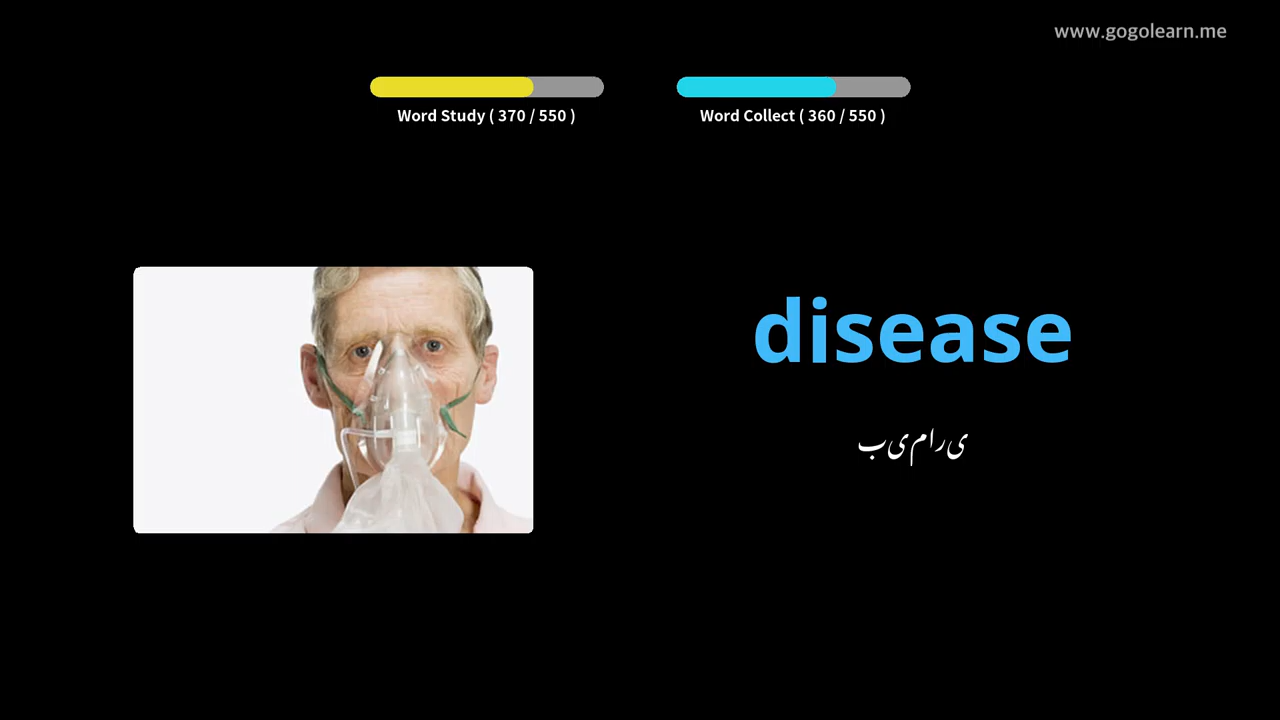 www.gogolearn.me
Word Study ( 370 / 550 )
Word Collect ( 360 / 550 )
disease
بیماری